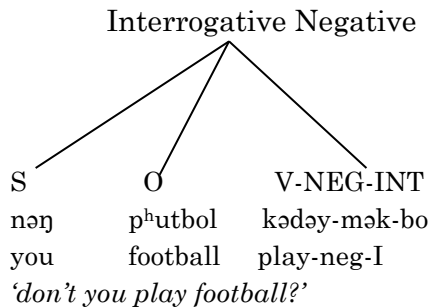 Interrogative Negative
S O V-NEG-INT
nəŋ pʰutbol kədəy-mək-bo
you football play-neg-I
‘don’t you play football?’